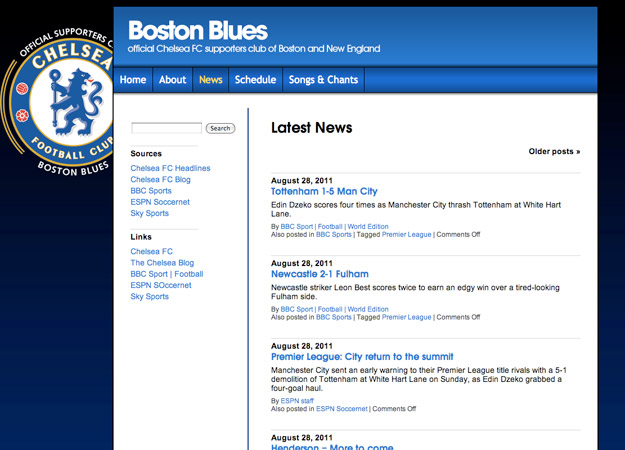 OFFICIAL SUPPORTERS C
CHELSEA
FOOTBALL CLUB
BOSTON BLUES
Boston Blues
official Chelsea FC supporters club of Boston and New England
Home About News Schedule Songs & Chants
Search
Sources
Chelsea FC Headlines
Chelsea FC Blog
BBC Sports
ESPN Soccernet
Sky Sports
Links
Chelsea FC
The Chelsea Blog
BBC Sport | Football
ESPN SOccernet
Sky Sports
Latest News
Older posts »
August 28, 2011
Tottenham 1-5 Man City
Edin Dzeko scores four times as Manchester City thrash Tottenham at White Hart
Lane.
By BBC Sport | Football | World Edition
Also posted in BBC Sports | Tagged Premier League | Comments Off
August 28, 2011
Newcastle 2-1 Fulham
Newcastle striker Leon Best scores twice to earn an edgy win over a tired-looking
Fulham side.
By BBC Sport | Football | World Edition
Also posted in BBC Sports | Tagged Premier League | Comments Off
August 28, 2011
Premier League: City return to the summit
Manchester City sent an early warning to their Premier League title rivals with a 5-1
demolition of Tottenham at White Hart Lane on Sunday, as Edin Dzeko grabbed a
four-goal haul.
By ESPN staff
Also posted in ESPN Soccernet | Comments Off
August 28, 2011
Henderson – More to come